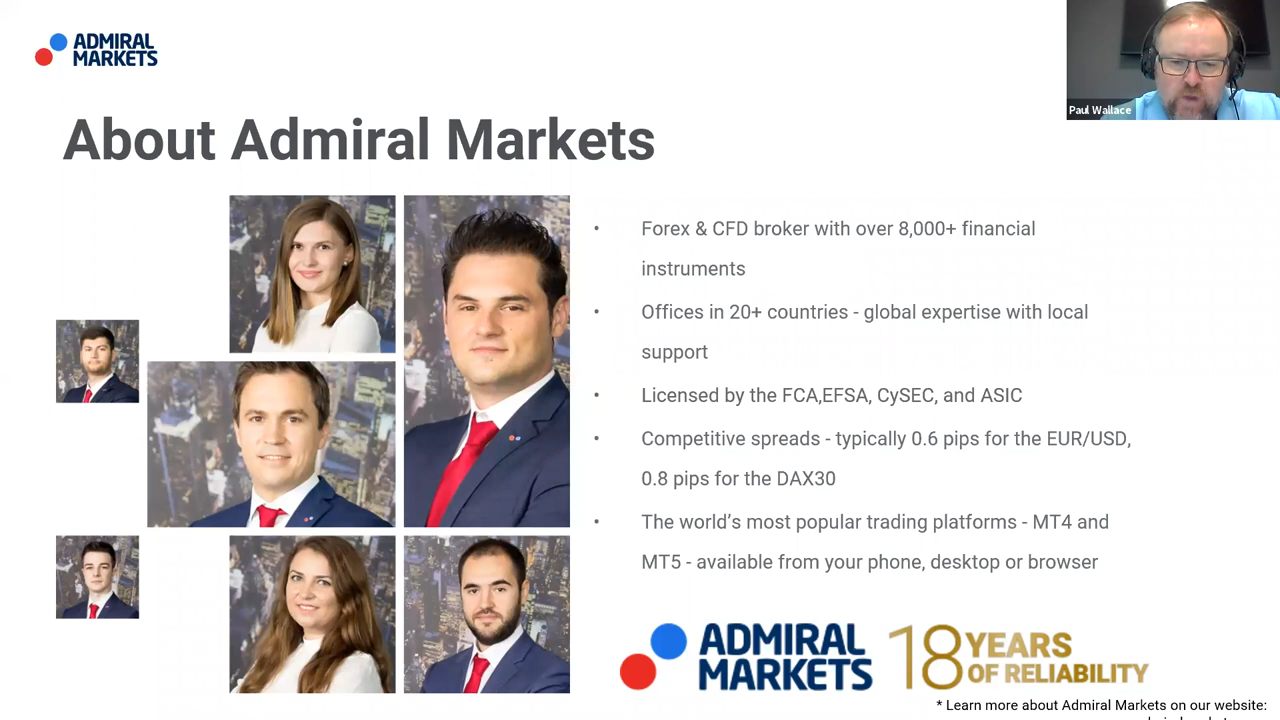 ADMIRAL
MARKETS
Paul Wallace
About Admiral Markets
• Forex & CFD broker with over 8,000+ financial
instruments
• Offices in 20+ countries - global expertise with local
support
• Licensed by the FCA,EFSA, CySEC, and ASIC
• Competitive spreads - typically 0.6 pips for the EUR/USD,
0.8 pips for the DAX30
• The world’s most popular trading platforms - MT4 and
MT5 - available from your phone, desktop or browser
ADMIRAL
MARKETS
18 YEARS
OF RELIABILITY
* Learn more about Admiral Markets on our website: